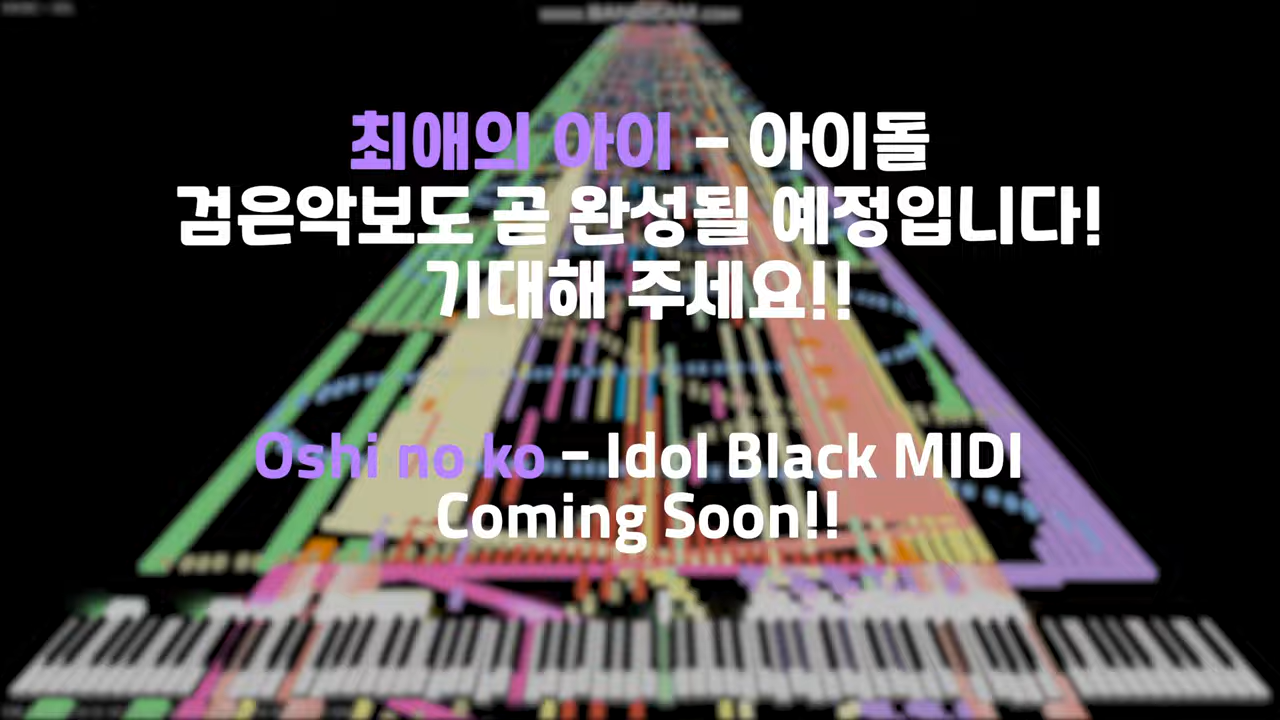 최애의 아이 - 아이돌
검은악보도 곧 완성될 예정입니다!
기대해 주세요!!
Oshi no ko - Idol Black MIDI
Coming Soon!!